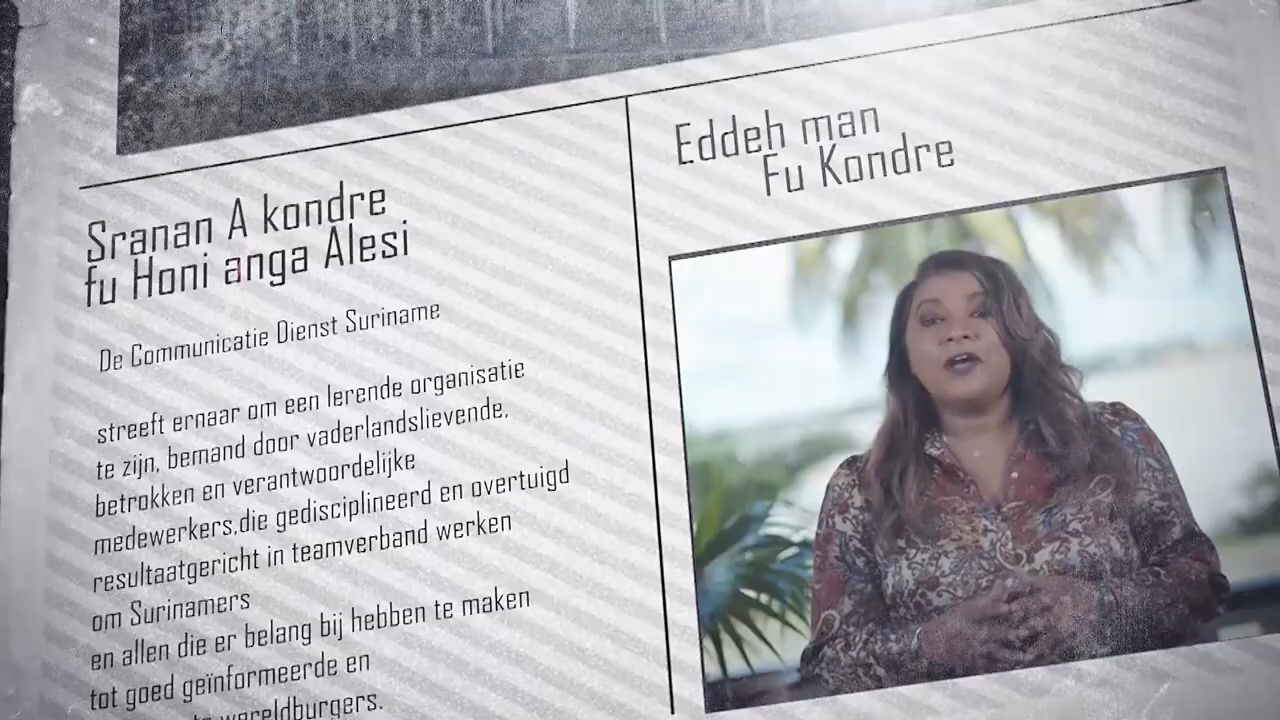 Sranan A kondre
fu Honi anga Alesi
De Communicatie Dienst Suriname
streeft ernaar om een lerende organisatie
te zijn, bemand door vaderlandslievende,
betrokken en verantwoordelijke
medewerkers,die gedisciplineerd en overtuigd
resultaatgericht in teamverband werken
om Surinamers
en allen die er belang bij hebben te maken
tot goed geïnformeerde en
wereldburgers.
Eddeh man
Fu Kondre